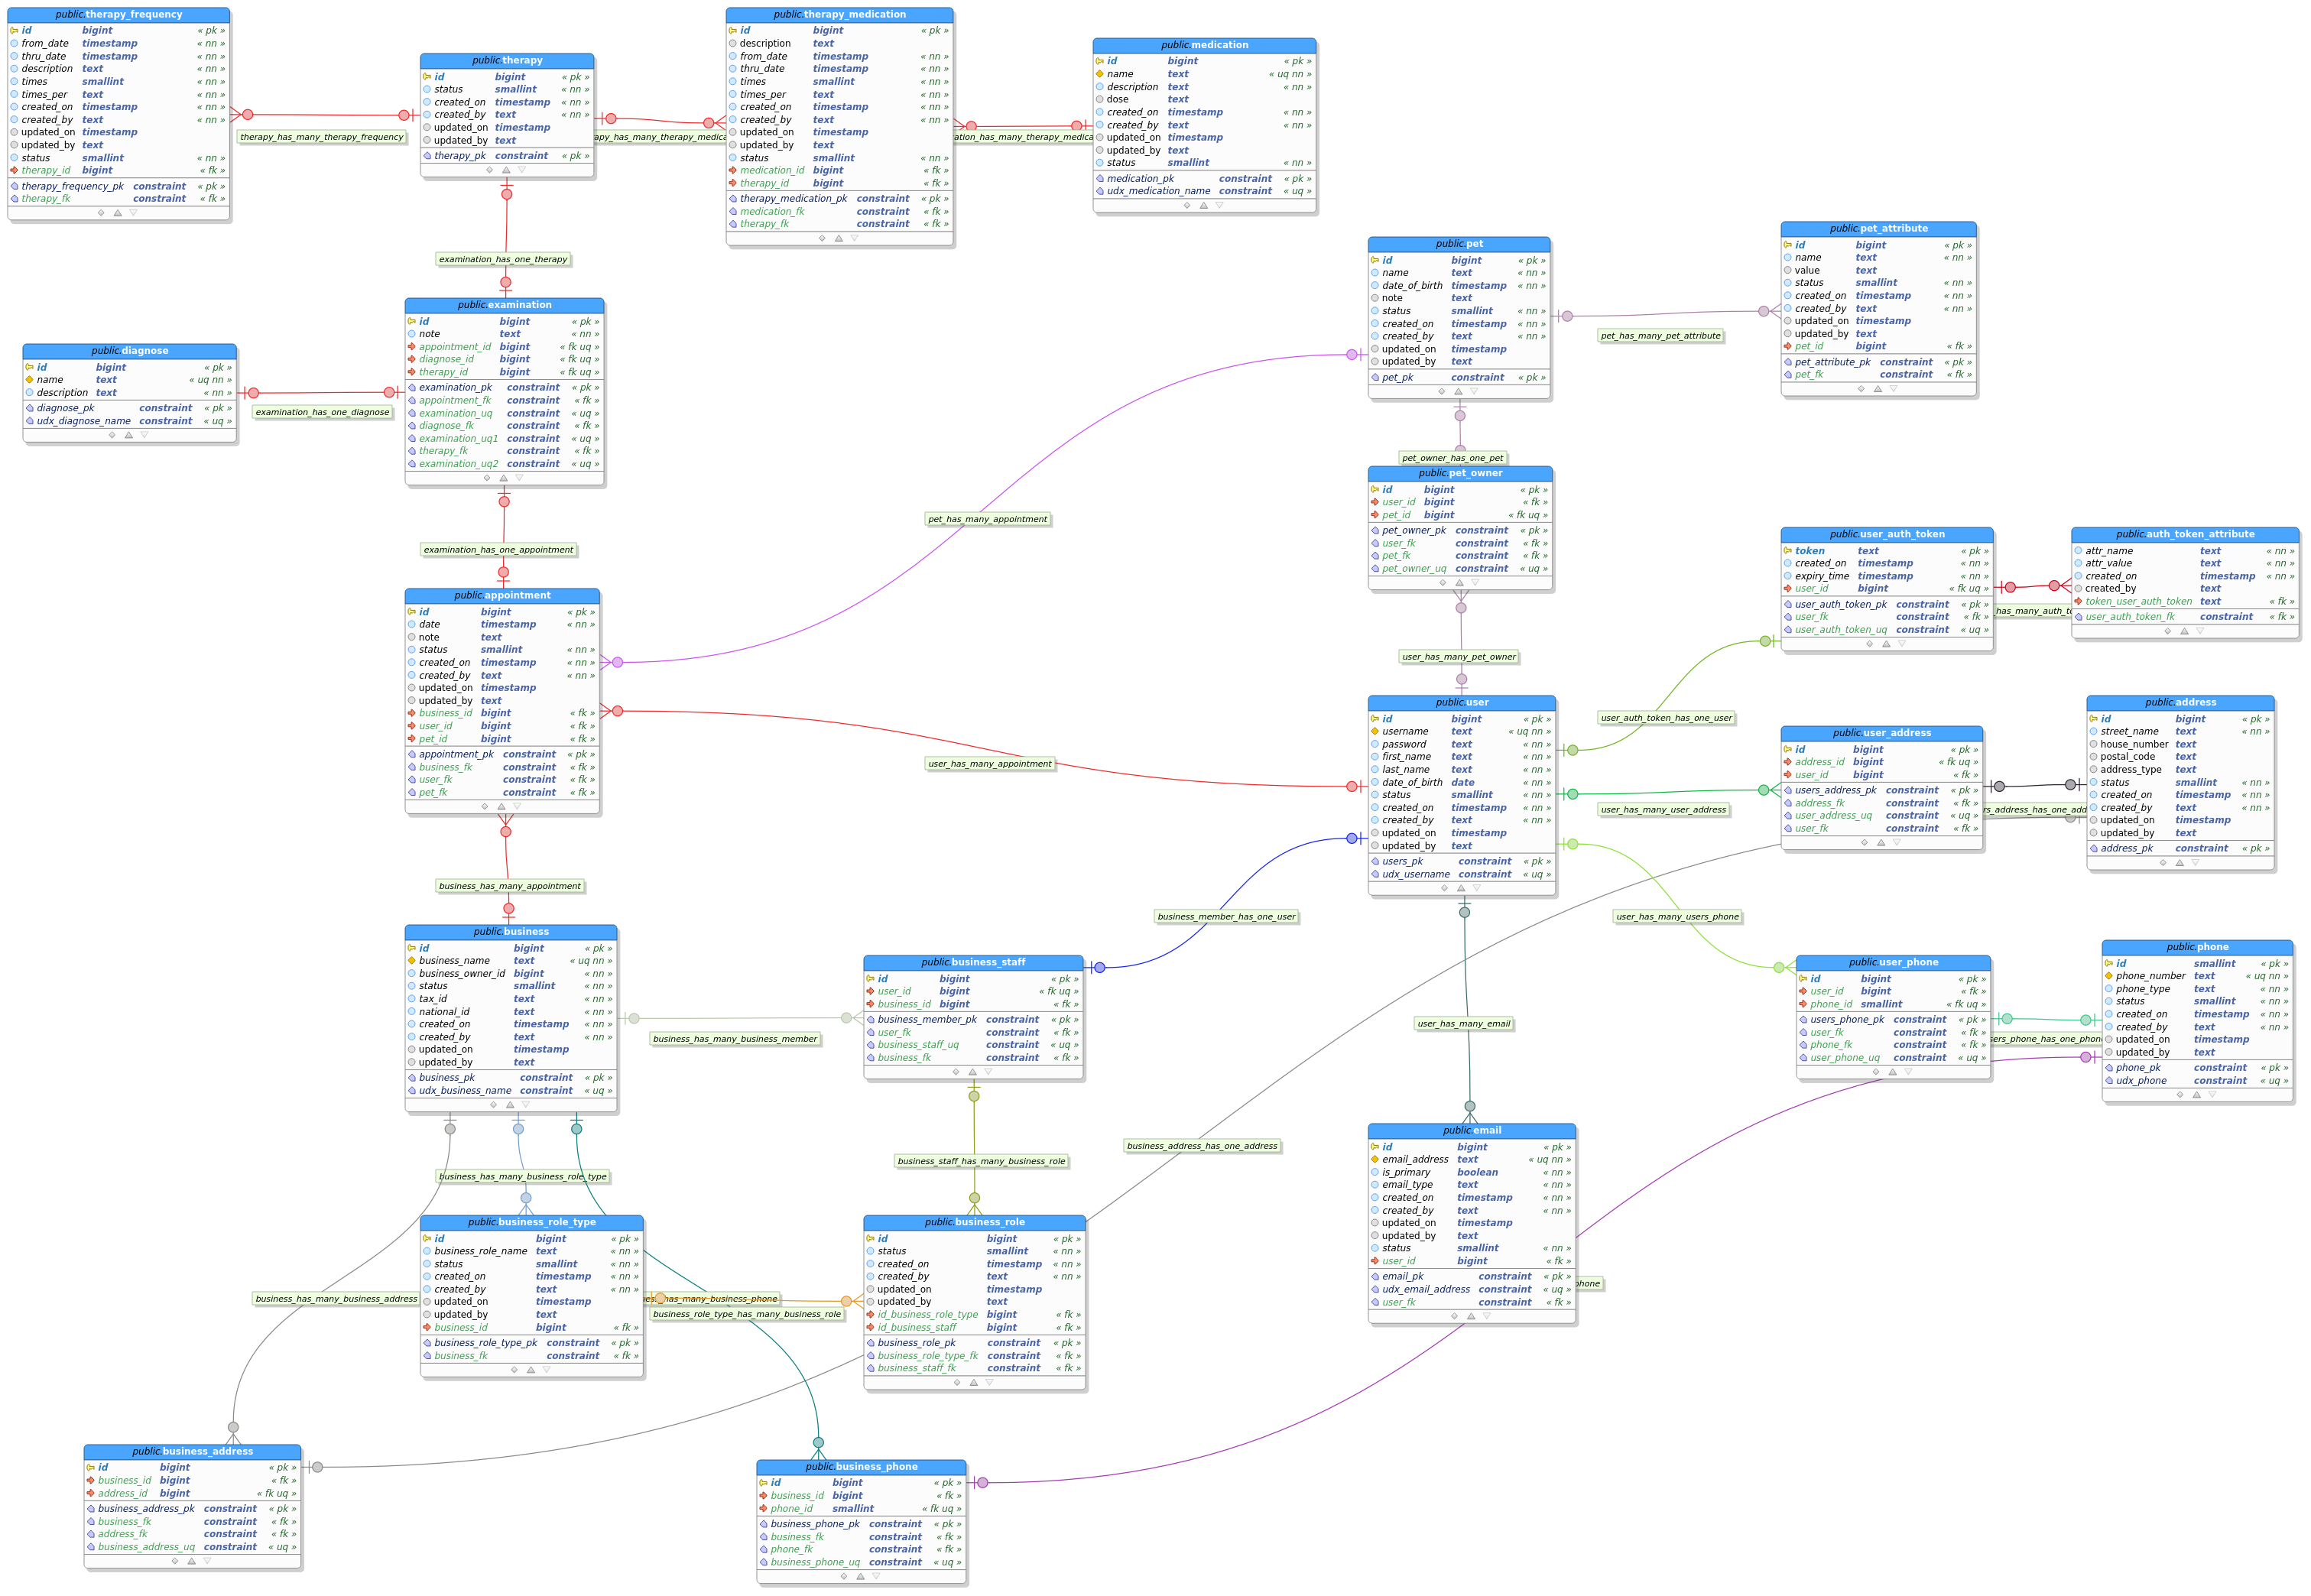 public.therapy_frequency
id bigint « pk »
from_date timestamp « nn »
thru_date timestamp « nn »
description text « nn »
times smallint « nn »
times_per text « nn »
created_on timestamp « nn »
created_by text « nn »
updated_on timestamp
updated_by text
status smallint « nn »
therapy_id bigint « fk »
therapy_frequency_pk constraint « pk »
therapy_fk constraint « fk »
therapy_has_many_therapy_frequency
public.therapy
id bigint « pk »
status smallint « nn »
created_on timestamp « nn »
created_by text « nn »
updated_on timestamp
updated_by text
therapy_pk constraint « pk »
apy_has_many_therapy_medica
public.therapy_medication
id bigint « pk »
description text
from_date timestamp « nn »
thru_date timestamp « nn »
times smallint « nn »
times_per text « nn »
created_on timestamp « nn »
created_by text « nn »
updated_on timestamp
updated_by text
status smallint « nn »
medication_id bigint « fk »
therapy_id bigint « fk »
therapy_medication_pk constraint « pk »
medication_fk constraint « fk »
therapy_fk constraint « fk »
ation_has_many_therapy_medica
public.medication
id bigint « pk »
name text « uq nn »
description text « nn »
dose text
created_on timestamp « nn »
created_by text « nn »
updated_on timestamp
updated_by text
status smallint « nn »
medication_pk constraint « pk »
udx_medication_name constraint « uq »
examination_has_one_therapy
public.pet
id bigint « pk »
name text « nn »
date_of_birth timestamp « nn »
note text
status smallint « nn »
created_on timestamp « nn »
created_by text « nn »
updated_on timestamp
updated_by text
pet_pk constraint « pk »
pet_has_many_pet_attribute
public.pet_attribute
id bigint « pk »
name text « nn »
value text
status smallint « nn »
created_on timestamp « nn »
created_by text « nn »
updated_on timestamp
updated_by text
pet_id bigint « fk »
pet_attribute_pk constraint « pk »
pet_fk constraint « fk »
public.diagnose
id bigint « pk »
name text « uq nn »
description text « nn »
diagnose_pk constraint « pk »
udx_diagnose_name constraint « uq »
examination_has_one_diagnose
public.examination
id bigint « pk »
note text « nn »
appointment_id bigint « fk uq »
diagnose_id bigint « fk uq »
therapy_id bigint « fk uq »
examination_pk constraint « pk »
appointment_fk constraint « fk »
examination_uq constraint « uq »
diagnose_fk constraint « fk »
examination_uq1 constraint « uq »
therapy_fk constraint « fk »
examination_uq2 constraint « uq »
pet_owner_has_one_pet
public.pet_owner
id bigint « pk »
user_id bigint « fk »
pet_id bigint « fk uq »
pet_owner_pk constraint « pk »
user_fk constraint « fk »
pet_fk constraint « fk »
pet_owner_uq constraint « uq »
pet_has_many_appointment
examination_has_one_appointment
public.user_auth_token
token text « pk »
created_on timestamp « nn »
expiry_time timestamp « nn »
user_id bigint « fk uq »
user_auth_token_pk constraint « pk »
user_fk constraint « fk »
user_auth_token_uq constraint « uq »
has_many_auth_to
public.auth_token_attribute
attr_name text « nn »
attr_value text « nn »
created_on timestamp « nn »
created_by text
token_user_auth_token text « fk »
user_auth_token_fk constraint « fk »
public.appointment
id bigint « pk »
date timestamp « nn »
note text
status smallint « nn »
created_on timestamp « nn »
created_by text « nn »
updated_on timestamp
updated_by text
business_id bigint « fk »
user_id bigint « fk »
pet_id bigint « fk »
appointment_pk constraint « pk »
business_fk constraint « fk »
user_fk constraint « fk »
pet_fk constraint « fk »
user_has_many_pet_owner
user_has_many_appointment
public.user
id bigint « pk »
username text « uq nn »
password text « nn »
first_name text « nn »
last_name text « nn »
date_of_birth date « nn »
status smallint « nn »
created_on timestamp « nn »
created_by text « nn »
updated_on timestamp
updated_by text
users_pk constraint « pk »
udx_username constraint « uq »
user_auth_token_has_one_user
user_has_many_user_address
public.user_address
id bigint « pk »
address_id bigint « fk uq »
user_id bigint « fk »
users_address_pk constraint « pk »
address_fk constraint « fk »
user_address_uq constraint « uq »
user_fk constraint « fk »
rs_address_has_one_add
public.address
id bigint « pk »
street_name text « nn »
house_number text
postal_code text
address_type text
status smallint « nn »
created_on timestamp « nn »
created_by text « nn »
updated_on timestamp
updated_by text
address_pk constraint « pk »
business_has_many_appointment
business_member_has_one_user
user_has_many_users_phone
public.business
id bigint « pk »
business_name text « uq nn »
business_owner_id bigint « nn »
status smallint « nn »
tax_id text « nn »
national_id text « nn »
created_on timestamp « nn »
created_by text « nn »
updated_on timestamp
updated_by text
business_pk constraint « pk »
udx_business_name constraint « uq »
business_has_many_business_member
public.business_staff
id bigint « pk »
user_id bigint « fk uq »
business_id bigint « fk »
business_member_pk constraint « pk »
user_fk constraint « fk »
business_staff_uq constraint « uq »
business_fk constraint « fk »
user_has_many_email
public.user_phone
id bigint « pk »
user_id bigint « fk »
phone_id smallint « fk uq »
users_phone_pk constraint « pk »
user_fk constraint « fk »
phone_fk constraint « fk »
user_phone_uq constraint « uq »
sers_phone_has_one_phon
public.phone
id smallint « pk »
phone_number text « uq nn »
phone_type text « nn »
status smallint « nn »
created_on timestamp « nn »
created_by text « nn »
updated_on timestamp
updated_by text
phone_pk constraint « pk »
udx_phone constraint « uq »
business_has_many_business_role_type
business_staff_has_many_business_role
business_address_has_one_address
public.email
id bigint « pk »
email_address text « uq nn »
is_primary boolean « nn »
email_type text « nn »
created_on timestamp « nn »
created_by text « nn »
updated_on timestamp
updated_by text
status smallint « nn »
user_id bigint « fk »
email_pk constraint « pk »
udx_email_address constraint « uq »
user_fk constraint « fk »
phone
business_has_many_business_address
public.business_role_type
id bigint « pk »
business_role_name text « nn »
status smallint « nn »
created_on timestamp « nn »
created_by text « nn »
updated_on timestamp
updated_by text
business_id bigint « fk »
business_role_type_pk constraint « pk »
business_fk constraint « fk »
ess_has_many_business_phone
business_role_type_has_many_business_role
public.business_role
id bigint « pk »
status smallint « nn »
created_on timestamp « nn »
created_by text « nn »
updated_on timestamp
updated_by text
id_business_role_type bigint « fk »
id_business_staff bigint « fk »
business_role_pk constraint « pk »
business_role_type_fk constraint « fk »
business_staff_fk constraint « fk »
public.business_address
id bigint « pk »
business_id bigint « fk »
address_id bigint « fk uq »
business_address_pk constraint « pk »
business_fk constraint « fk »
address_fk constraint « fk »
business_address_uq constraint « uq »
public.business_phone
id bigint « pk »
business_id bigint « fk »
phone_id smallint « fk uq »
business_phone_pk constraint « pk »
business_fk constraint « fk »
phone_fk constraint « fk »
business_phone_uq constraint « uq »